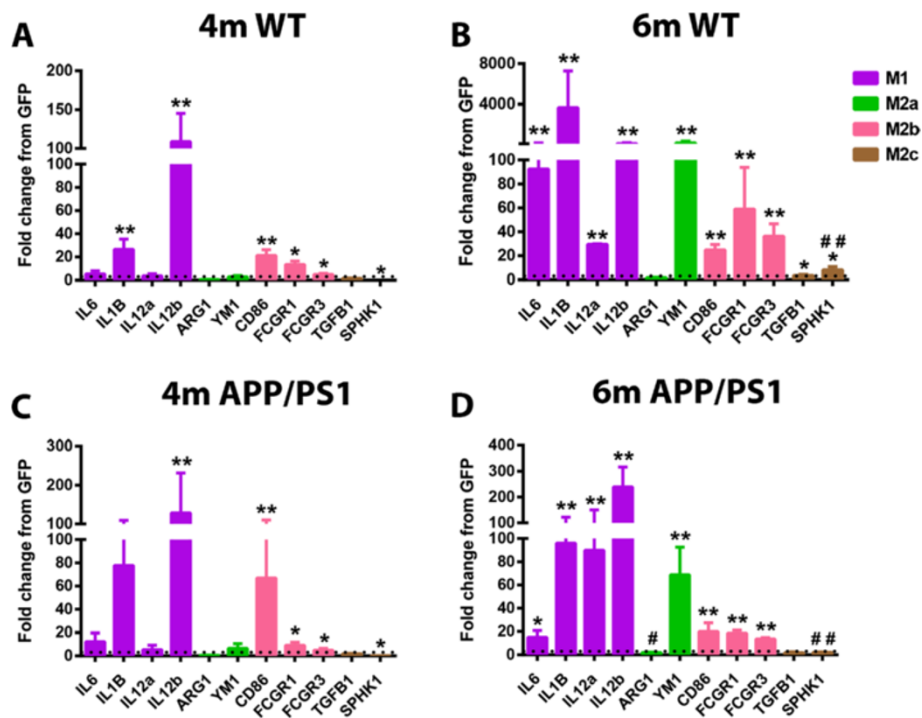 A 4m WT
Fold change from GFP
200
150
100
100
80
60
40
20
0
** ** ** * * *
IL6 IL1B IL12a IL12b ARG1 YM1 CD86 FCGR1 FCGR3 TGFB1 SPHK1
B 6m WT
Fold change from GFP
8000
4000
100
80
60
40
20
0
** ** ** ** ** ** ** ** * ## *
IL6 IL1B IL12a IL12b ARG1 YM1 CD86 FCGR1 FCGR3 TGFB1 SPHK1
M1
M2a
M2b
M2c
C 4m APP/PS1
Fold change from GFP
300
200
100
100
80
60
40
20
0
** ** * * *
IL6 IL1B IL12a IL12b ARG1 YM1 CD86 FCGR1 FCGR3 TGFB1 SPHK1
D 6m APP/PS1
Fold change from GFP
400
300
200
100
100
80
60
40
20
0
* ** ** ** # ** ** ** ** ##
IL6 IL1B IL12a IL12b ARG1 YM1 CD86 FCGR1 FCGR3 TGFB1 SPHK1